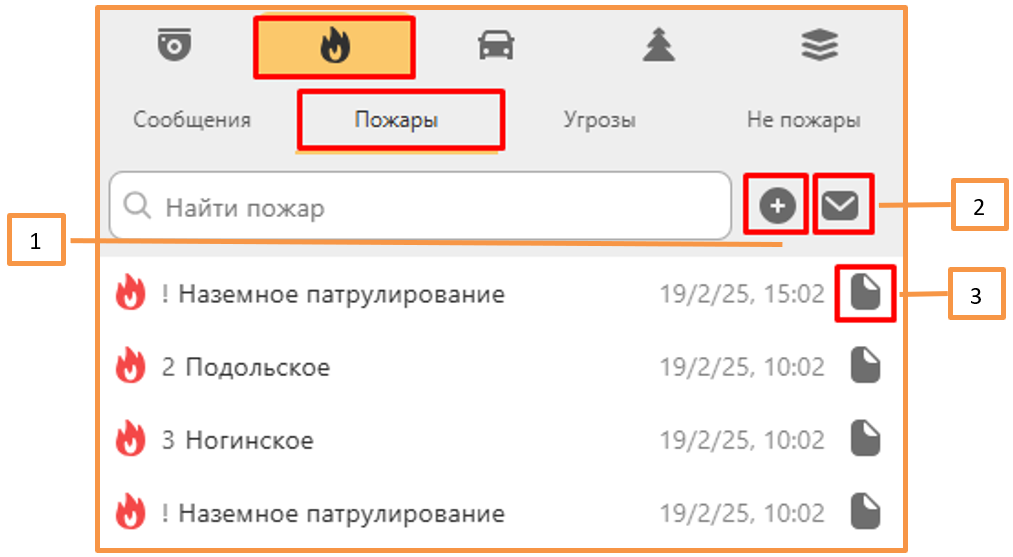 Сообщения Пожары Угрозы Не пожары
Найти пожар
2
1
! Наземное патрулирование 19/2/25, 15:02
3
2 Подольское 19/2/25, 10:02
3 Ногинское 19/2/25, 10:02
! Наземное патрулирование 19/2/25, 10:02